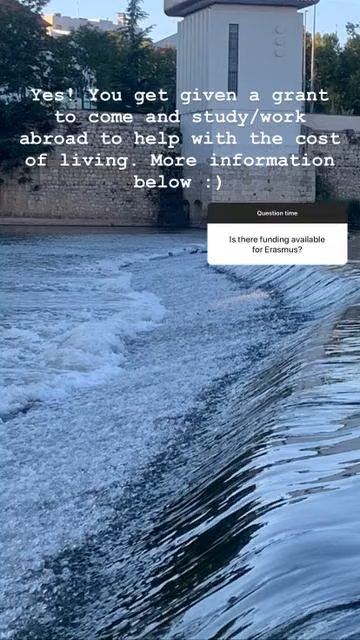 Yes! You get given a grant
to come and study/work
abroad to help with the cost
of living. More information
below :)
Question time
Is there funding available
for Erasmus?